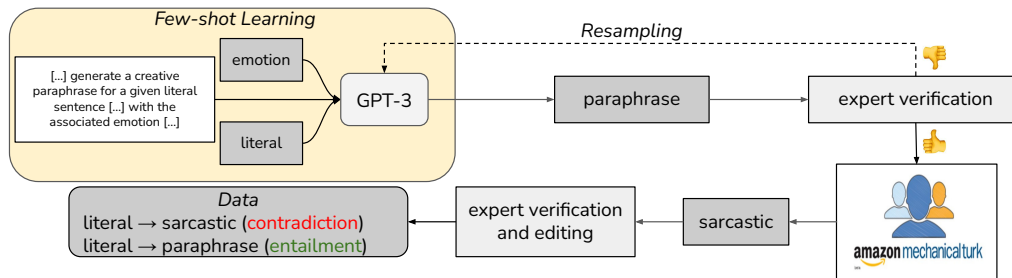 Few-shot Learning
Resampling
[...] generate a creative
paraphrase for a given literal
sentence [...] with the
associated emotion [...]
emotion
literal
GPT-3
paraphrase
expert verification
Data
literal → sarcastic (contradiction)
literal → paraphrase (entailment)
expert verification
and editing
sarcastic
amazon mechanical turk